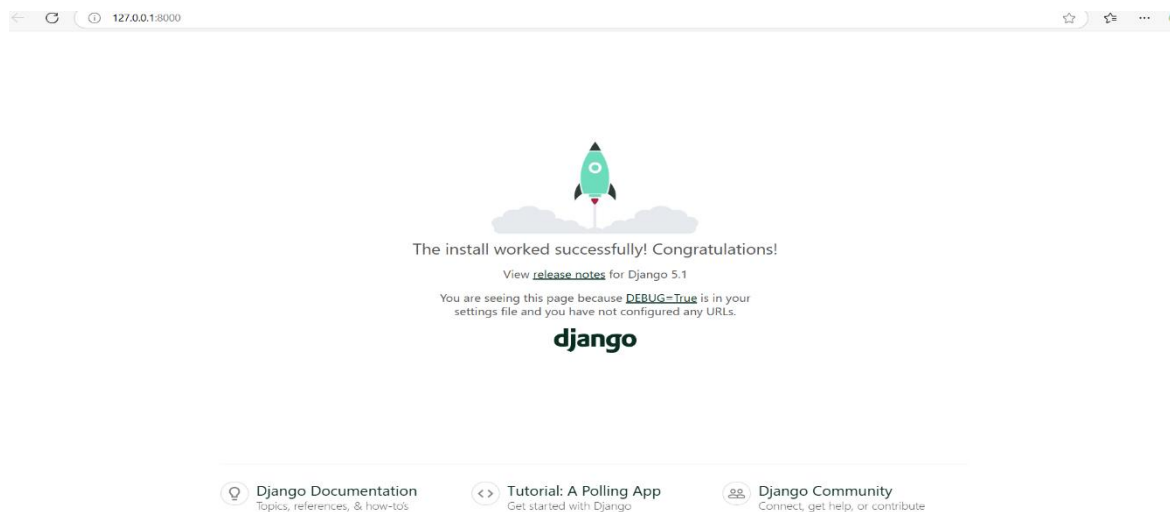 127.0.0.1:8000
The install worked successfully! Congratulations!
View release notes for Django 5.1
You are seeing this page because DEBUG=True is in your
settings file and you have not configured any URLs.
django
Django Documentation
Topics, references, & how-to's
Tutorial: A Polling App
Get started with Django
Django Community
Connect, get help, or contribute